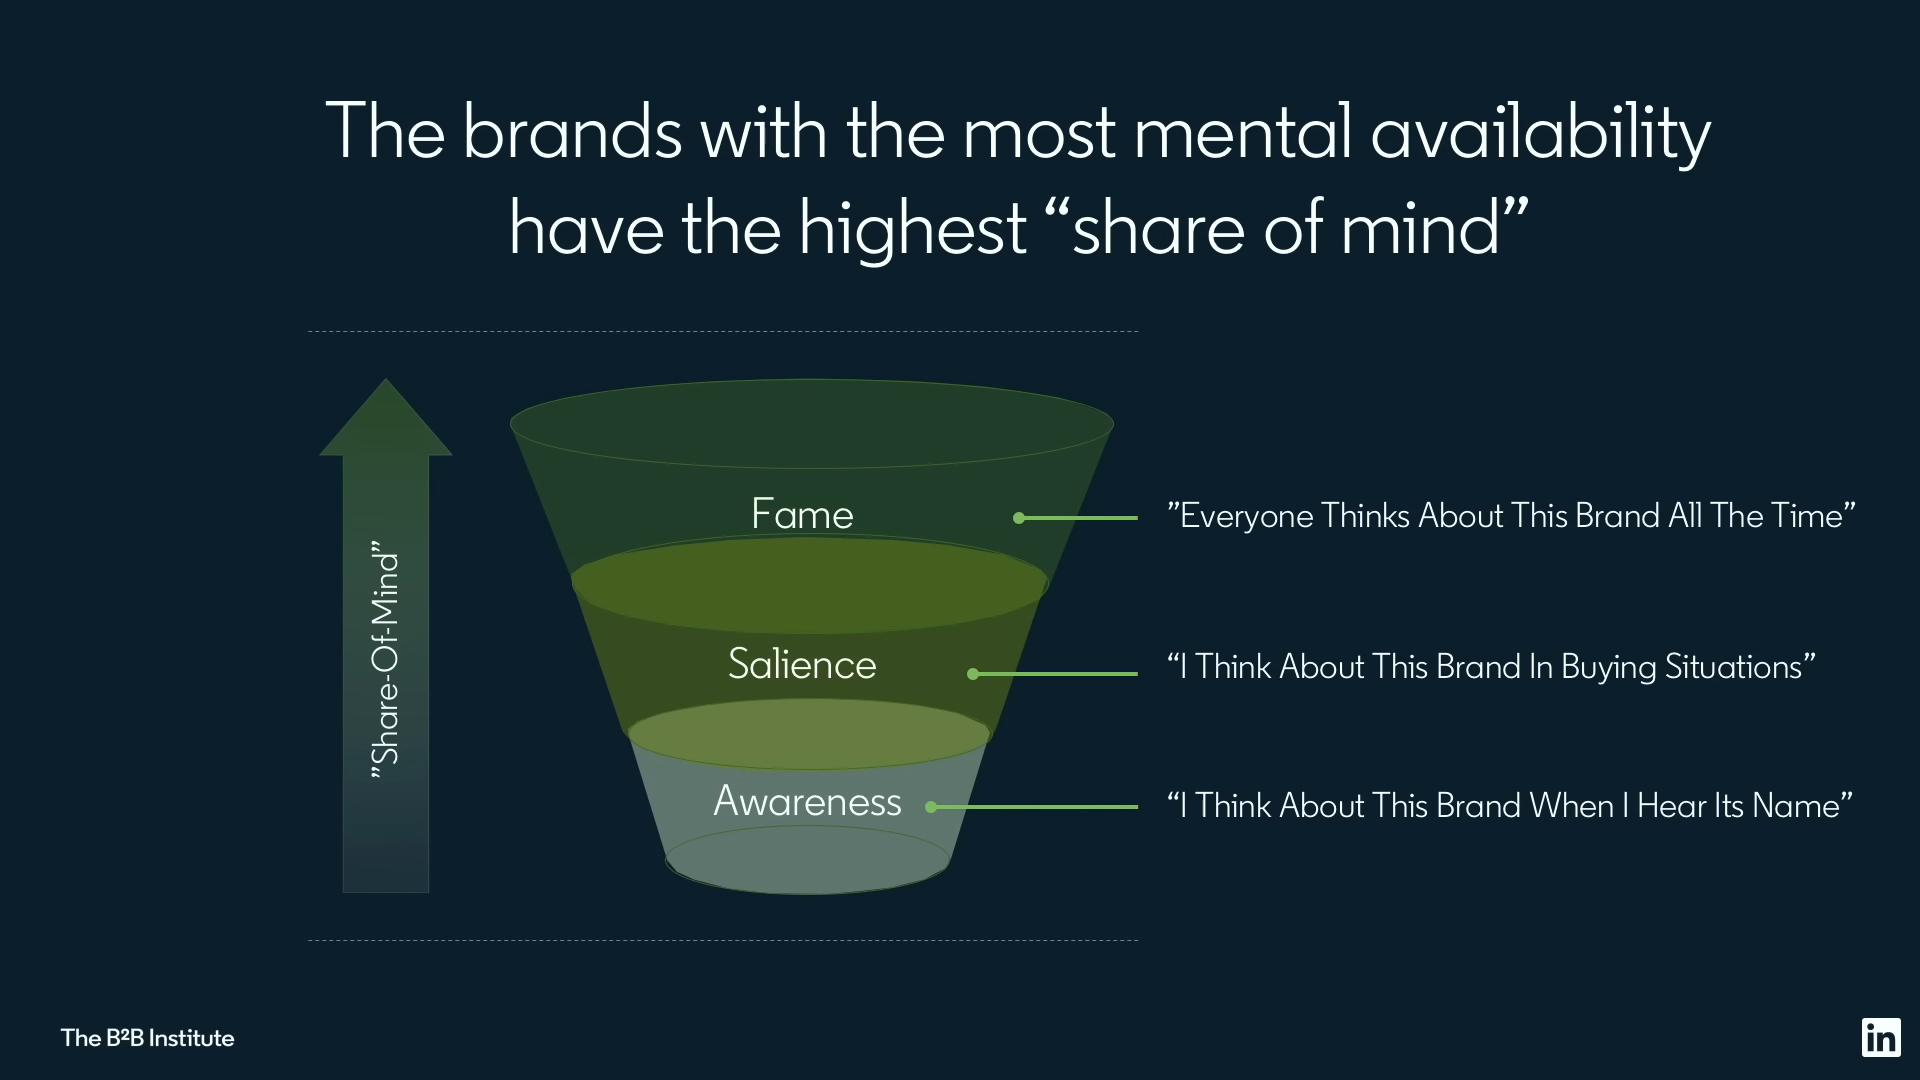 The brands with the most mental availability
have the highest “share of mind”
”Share-Of-Mind”
Fame
”Everyone Thinks About This Brand All The Time”
Salience
“I Think About This Brand In Buying Situations”
Awareness
“I Think About This Brand When I Hear Its Name”
The B²B Institute
in